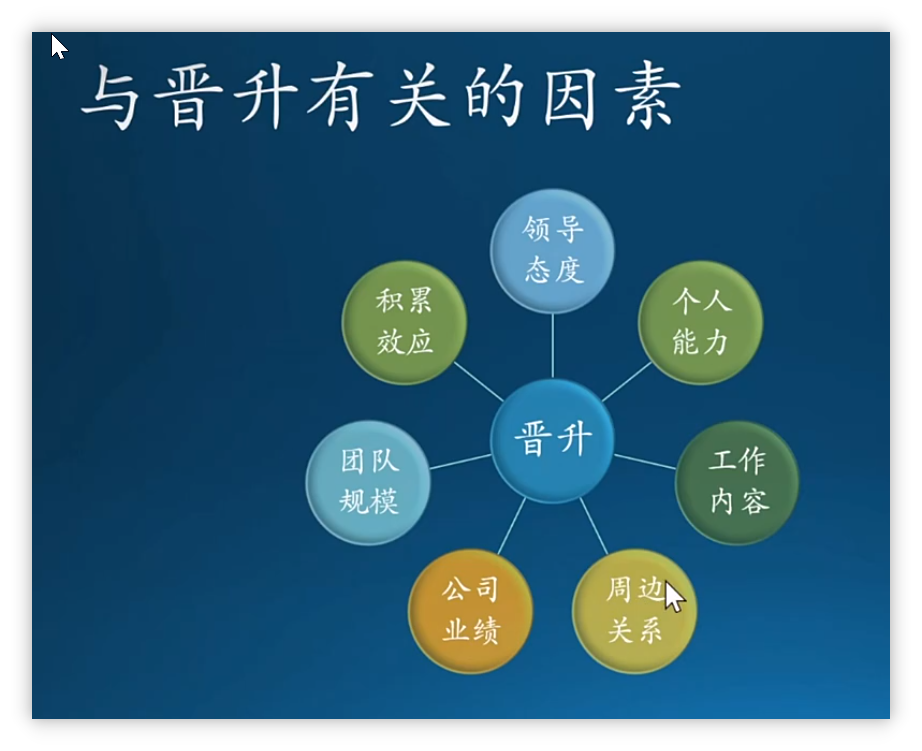 与晋升有关的因素
领导
态度
个人
能力
工作
内容
周边
关系
公司
业绩
团队
规模
积累
效应
晋升